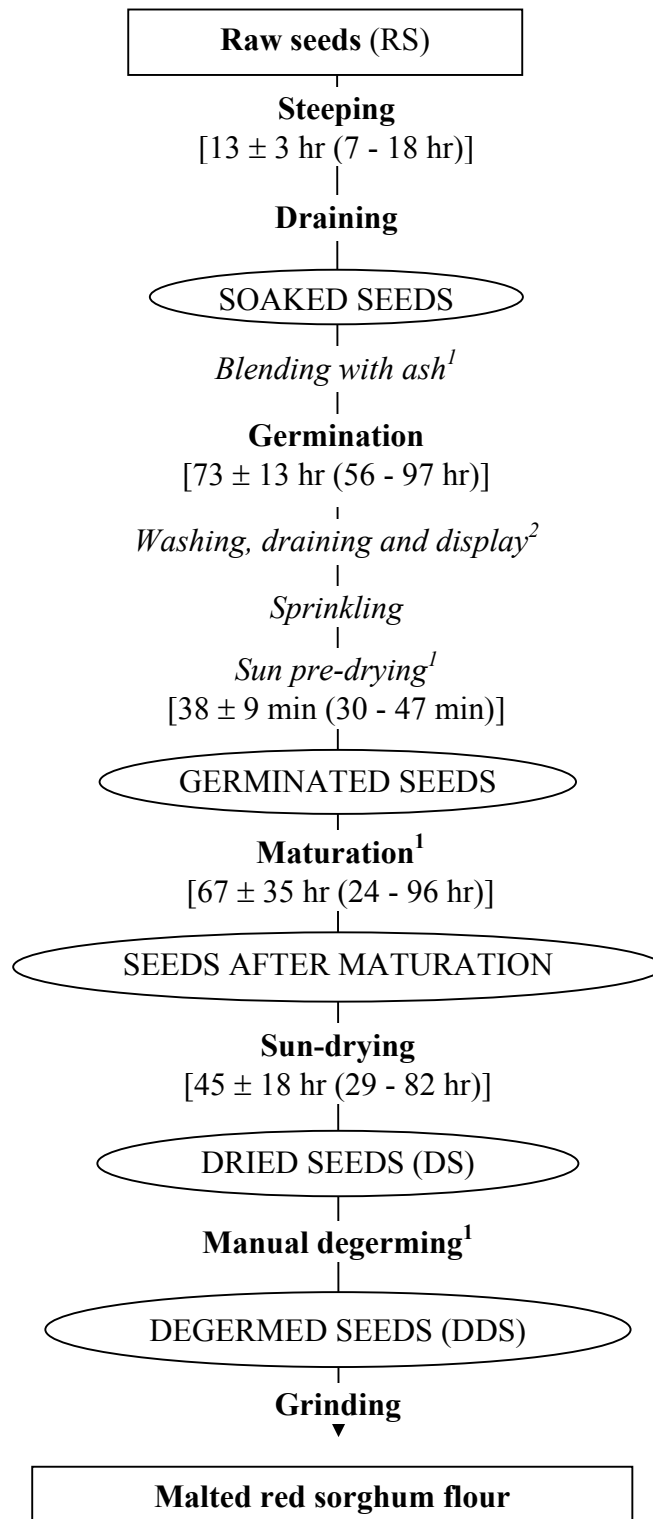 Raw seeds (RS)
Steeping
[13 ± 3 hr (7 - 18 hr)]
Draining
SOAKED SEEDS
Blending with ash¹
Germination
[73 ± 13 hr (56 - 97 hr)]
Washing, draining and display²
Sprinkling
Sun pre-drying¹
[38 ± 9 min (30 - 47 min)]
GERMINATED SEEDS
Maturation¹
[67 ± 35 hr (24 - 96 hr)]
SEEDS AFTER MATURATION
Sun-drying
[45 ± 18 hr (29 - 82 hr)]
DRIED SEEDS (DS)
Manual degerming¹
DEGERMED SEEDS (DDS)
Grinding
Malted red sorghum flour